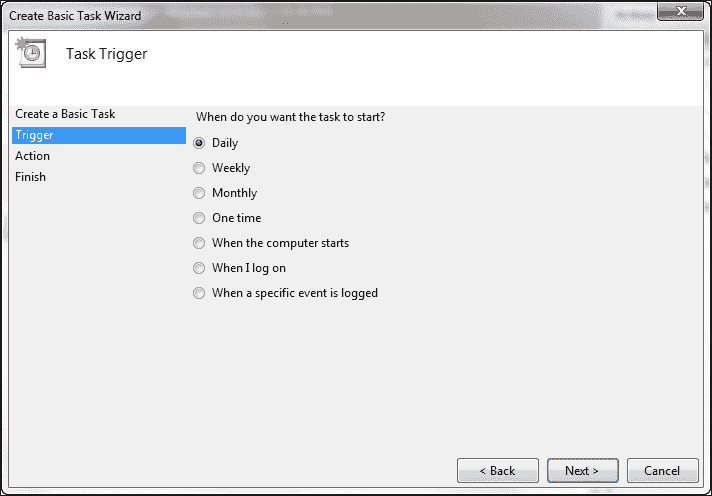 Create Basic Task Wizard
Task Trigger
Create a Basic Task
Trigger
Action
Finish
When do you want the task to start?
Daily
Weekly
Monthly
One time
When the computer starts
When I log on
When a specific event is logged
< Back
Next >
Cancel